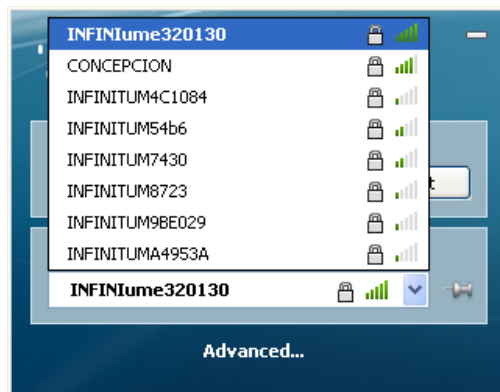 INFINIume320130
CONCEPCION
INFINITUM4C1084
INFINITUM54b6
INFINITUM7430
INFINITUM8723
INFINITUM9BE029
INFINITUMA4953A
INFINIume320130
Advanced...